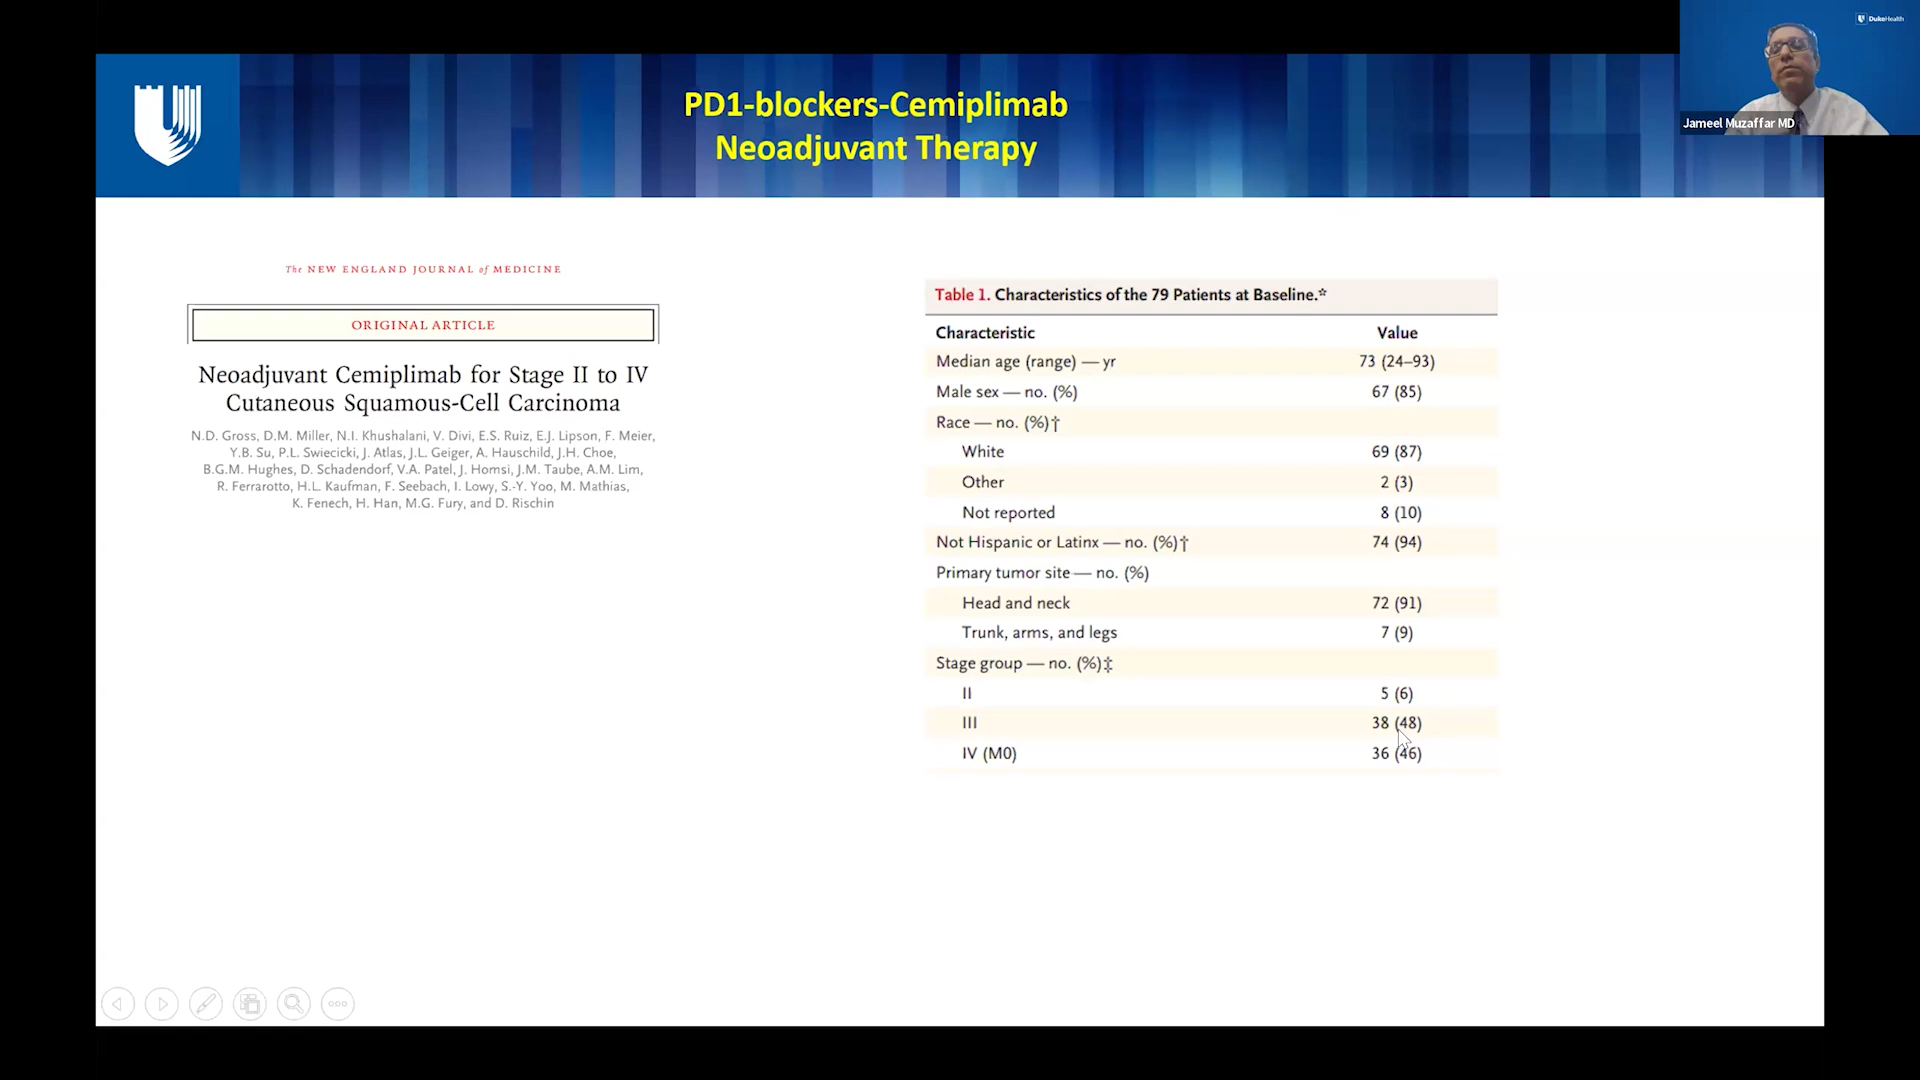 DukeHealth
Jameel Muzaffar MD
PD1-blockers-Cemiplimab
Neoadjuvant Therapy
The NEW ENGLAND JOURNAL of MEDICINE
ORIGINAL ARTICLE
Neoadjuvant Cemiplimab for Stage II to IV
Cutaneous Squamous-Cell Carcinoma
N.D. Gross, D.M. Miller, N.I. Khushalani, V. Divi, E.S. Ruiz, E.J. Lipson, F. Meier,
Y.B. Su, P.L. Swiecicki, J. Atlas, J.L. Geiger, A. Hauschild, J.H. Choe,
B.G.M. Hughes, D. Schadendorf, V.A. Patel, J. Homsi, J.M. Taube, A.M. Lim,
R. Ferrarotto, H.L. Kaufman, F. Seebach, I. Lowy, S.-Y. Yoo, M. Mathias,
K. Fenech, H. Han, M.G. Fury, and D. Rischin
Table 1. Characteristics of the 79 Patients at Baseline.*
Characteristic Value
Median age (range) — yr 73 (24–93)
Male sex — no. (%) 67 (85)
Race — no. (%)†
White 69 (87)
Other 2 (3)
Not reported 8 (10)
Not Hispanic or Latinx — no. (%)† 74 (94)
Primary tumor site — no. (%)
Head and neck 72 (91)
Trunk, arms, and legs 7 (9)
Stage group — no. (%)‡
II 5 (6)
III 38 (48)
IV (M0) 36 (46)